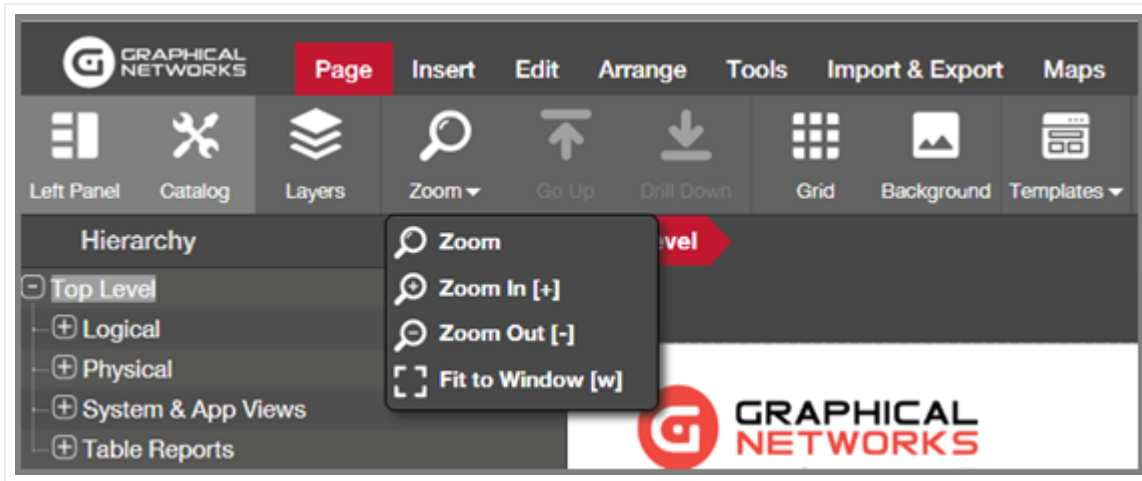 GRAPHICAL
NETWORKS
Page Insert Edit Arrange Tools Import & Export Maps
Left Panel Catalog Layers Zoom Go Up Drill Down Grid Background Templates
Hierarchy
evel
Zoom
Zoom In [+]
Zoom Out [-]
Fit to Window [w]
Top Level
Logical
Physical
System & App Views
Table Reports
GRAPHICAL
NETWORKS